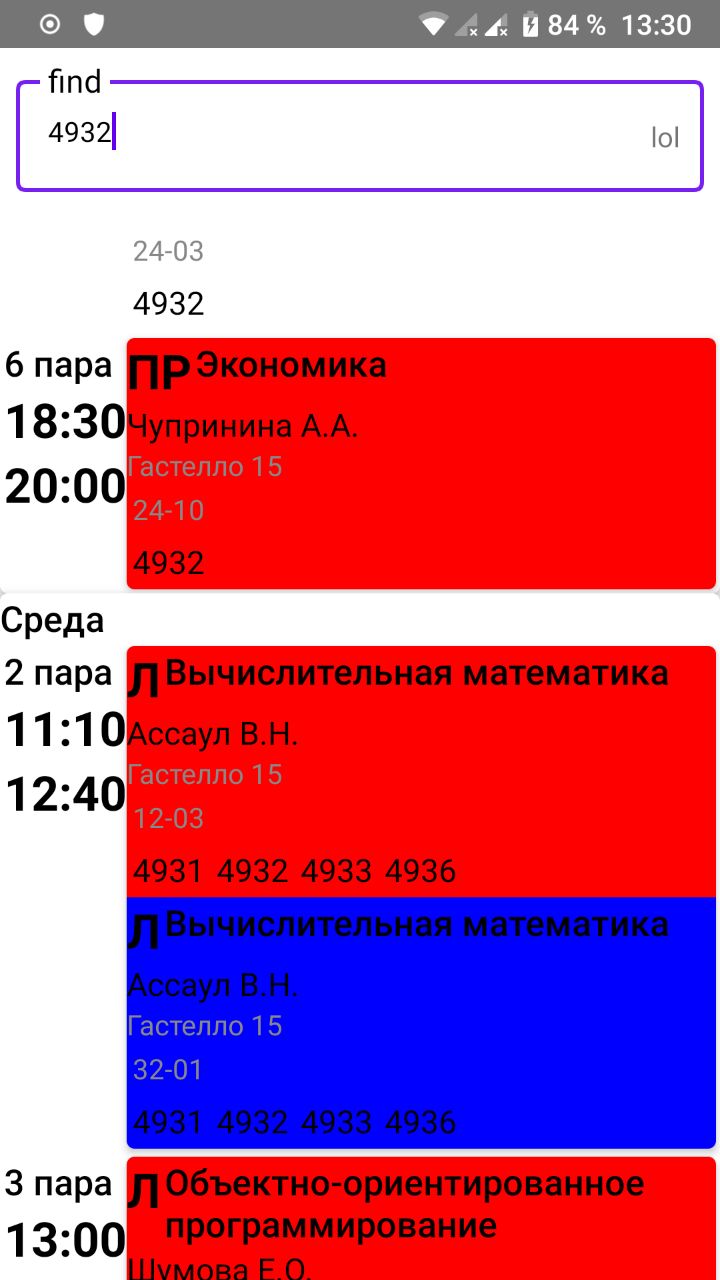 84 % 13:30
find
4932
lol
24-03
4932
6 пара
18:30
20:00
ПР Экономика
Чупринина А.А.
Гастелло 15
24-10
4932
Среда
2 пара
11:10
12:40
Л Вычислительная математика
Ассаул В.Н.
Гастелло 15
12-03
4931 4932 4933 4936
Л Вычислительная математика
Ассаул В.Н.
Гастелло 15
32-01
4931 4932 4933 4936
3 пара
13:00
Л Объектно-ориентированное
программирование
Шумова Е.О.